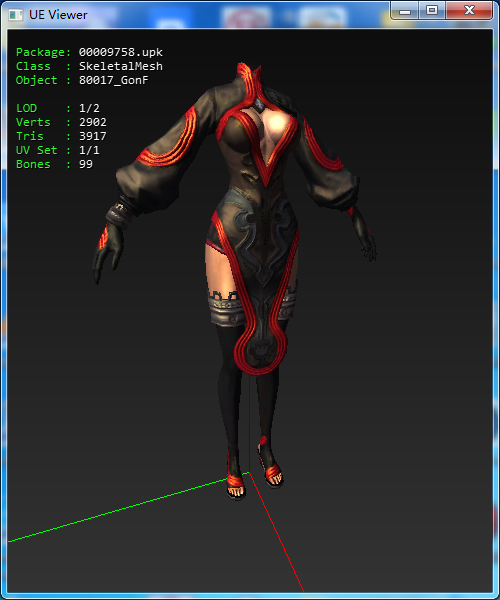 UE Viewer
Package: 00009758.upk
Class : SkeletalMesh
Object : 80017_GonF
LOD : 1/2
Verts : 2902
Tris : 3917
UV Set : 1/1
Bones : 99